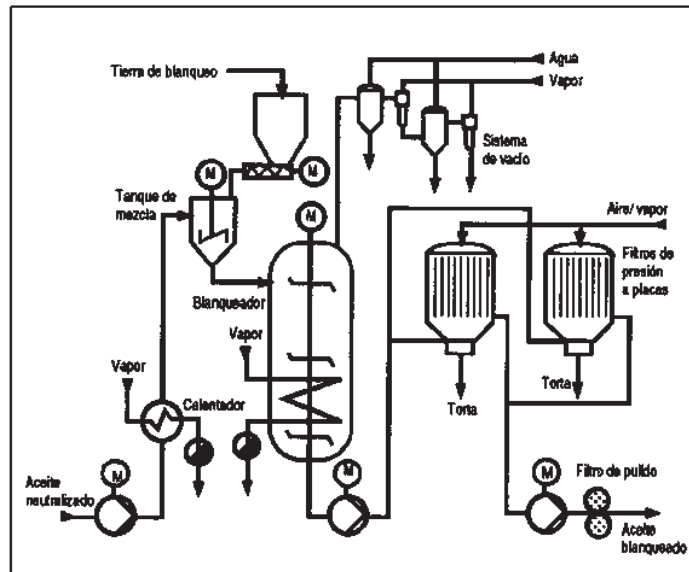 Tierra de blanqueo
Agua
Vapor
Sistema
de vacío
M
M
Tanque de
mezcla
M
Aire/ vapor
Filtros de
presión
a placas
Blanqueador
Vapor
Vapor
Calentador
Torta
Torta
Aceite
neutralizado
M
M
M
Filtro de pulido
Aceite
blanqueado